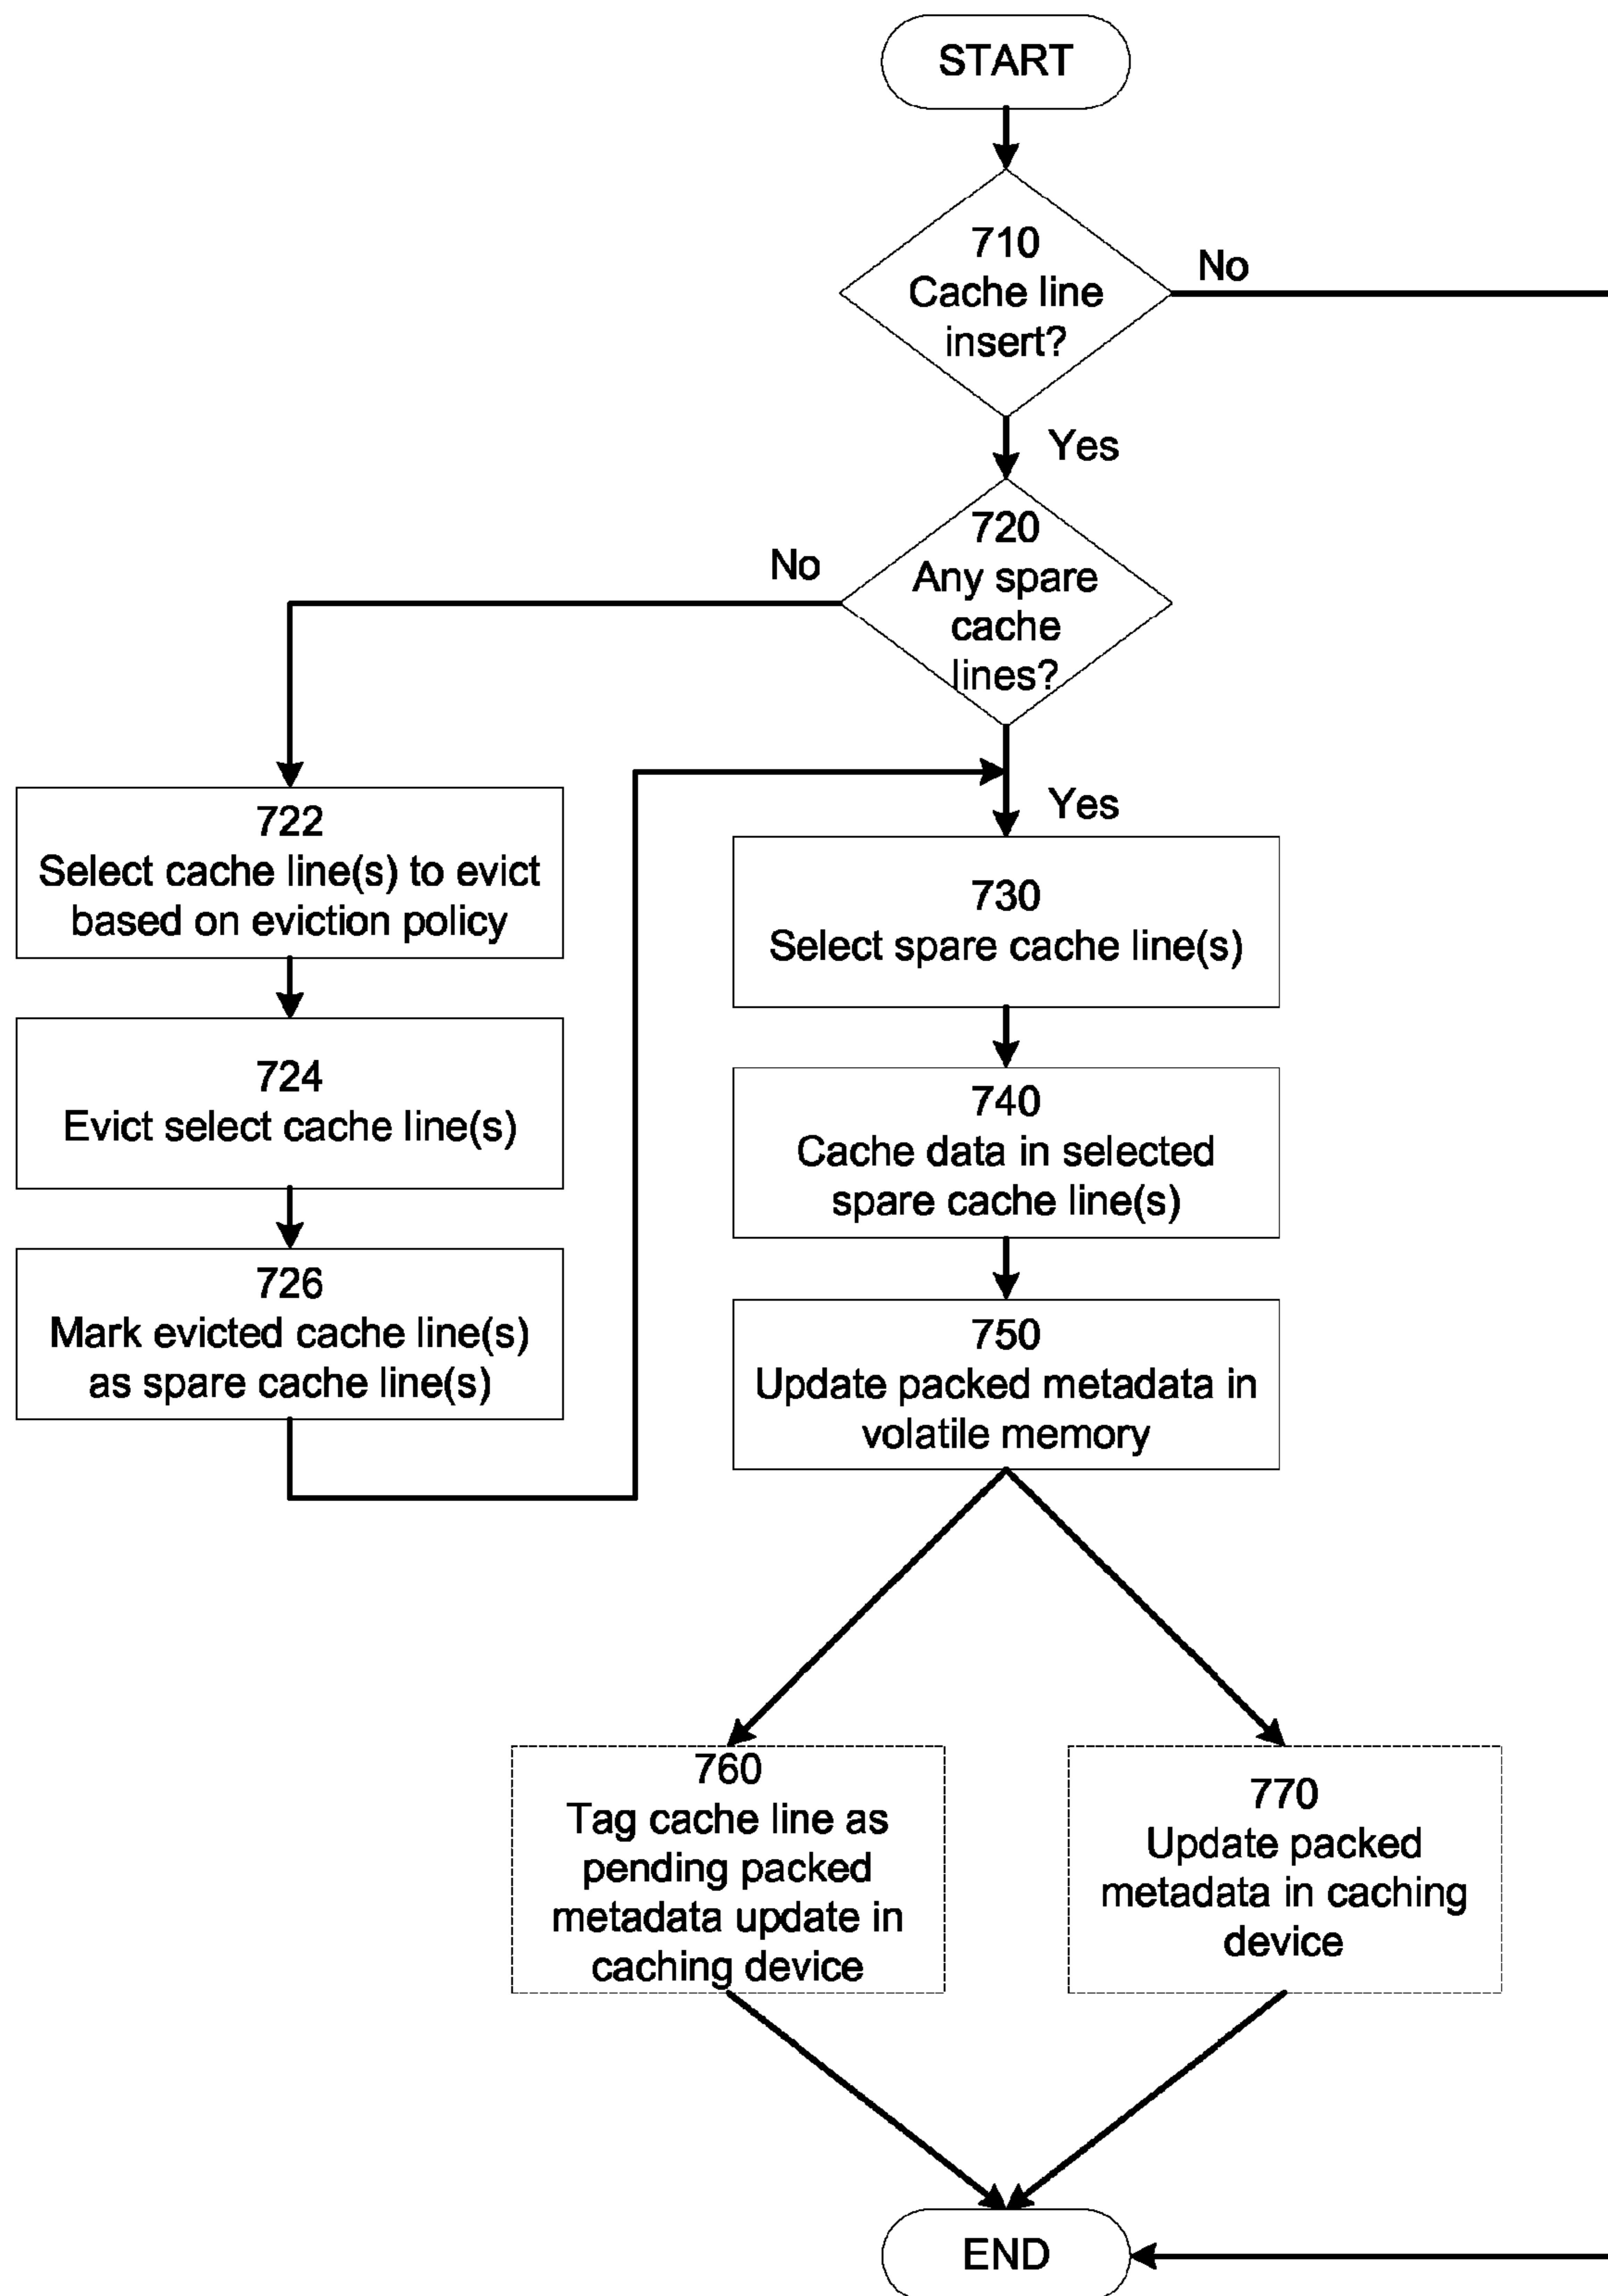 START
710
Cache line
insert?
No
Yes
720
Any spare
cache
lines?
No
Yes
722
Select cache line(s) to evict
based on eviction policy
724
Evict select cache line(s)
726
Mark evicted cache line(s)
as spare cache line(s)
730
Select spare cache line(s)
740
Cache data in selected
spare cache line(s)
750
Update packed metadata in
volatile memory
760
Tag cache line as
pending packed
metadata update in
caching device
770
Update packed
metadata in caching
device
END